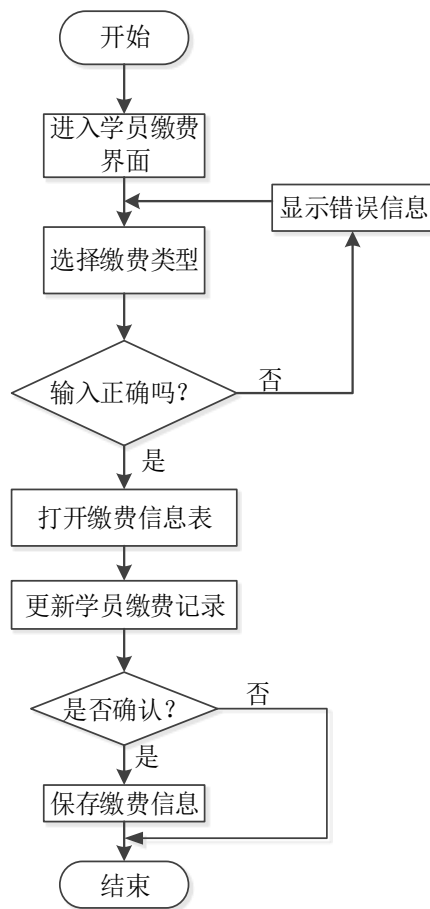 开始
进入学员缴费
界面
显示错误信息
选择缴费类型
输入正确吗？
否
是
打开缴费信息表
更新学员缴费记录
是否确认？
否
是
保存缴费信息
结束